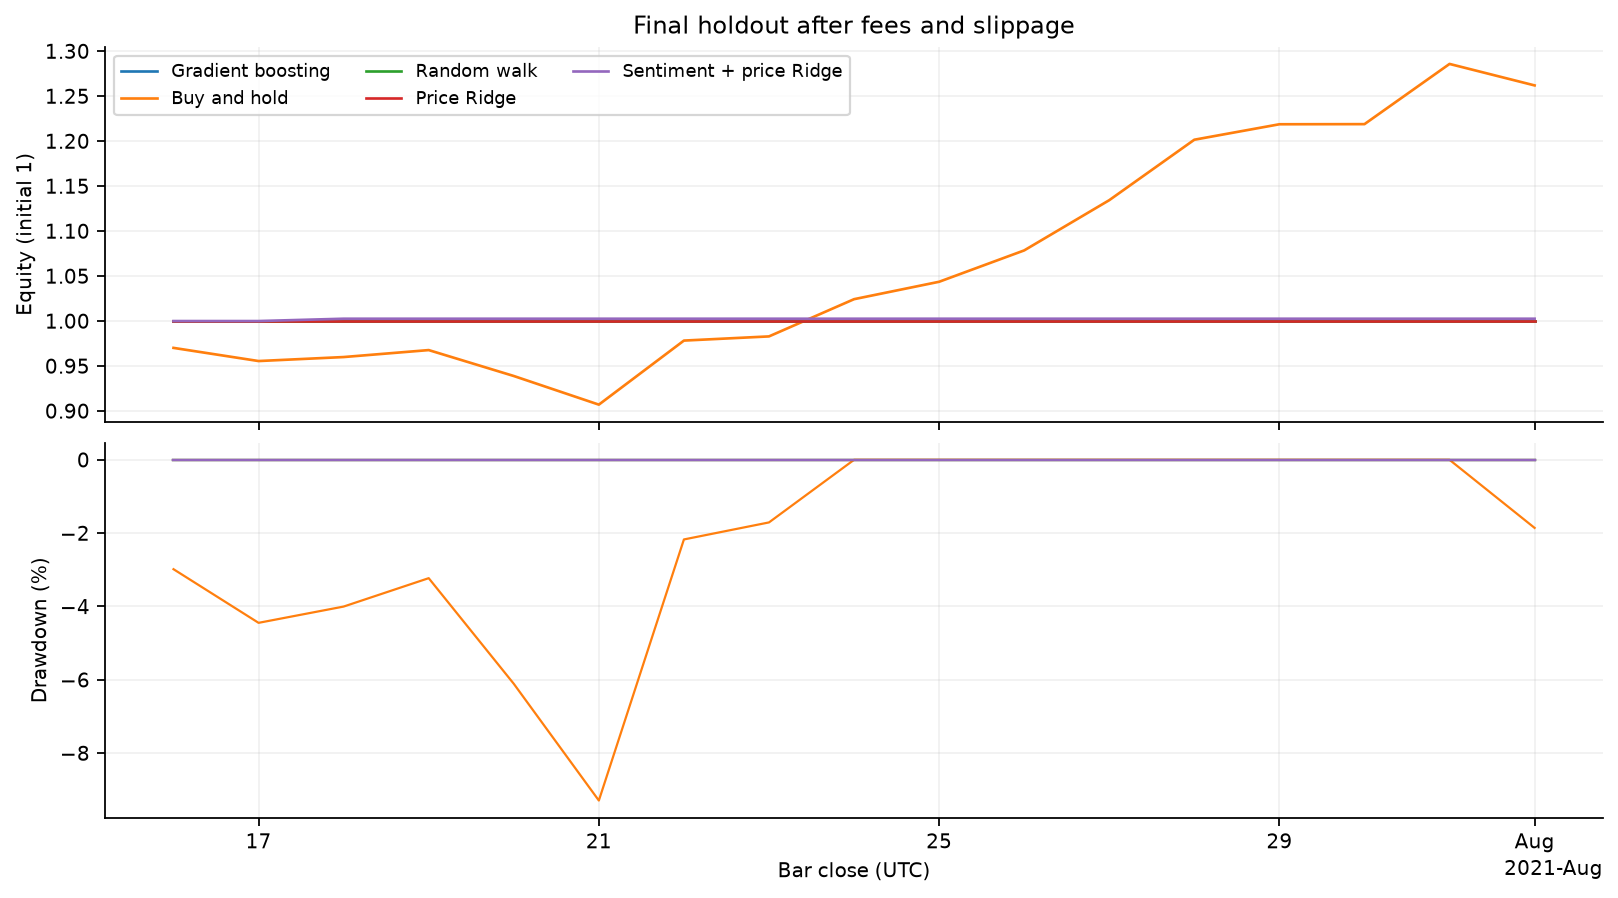 Final holdout after fees and slippage
Gradient boosting
Buy and hold
Random walk
Price Ridge
Sentiment + price Ridge
Equity (initial 1)
1.30
1.25
1.20
1.15
1.10
1.05
1.00
0.95
0.90
Drawdown (%)
0
−2
−4
−6
−8
17
21
25
29
Aug
2021-Aug
Bar close (UTC)